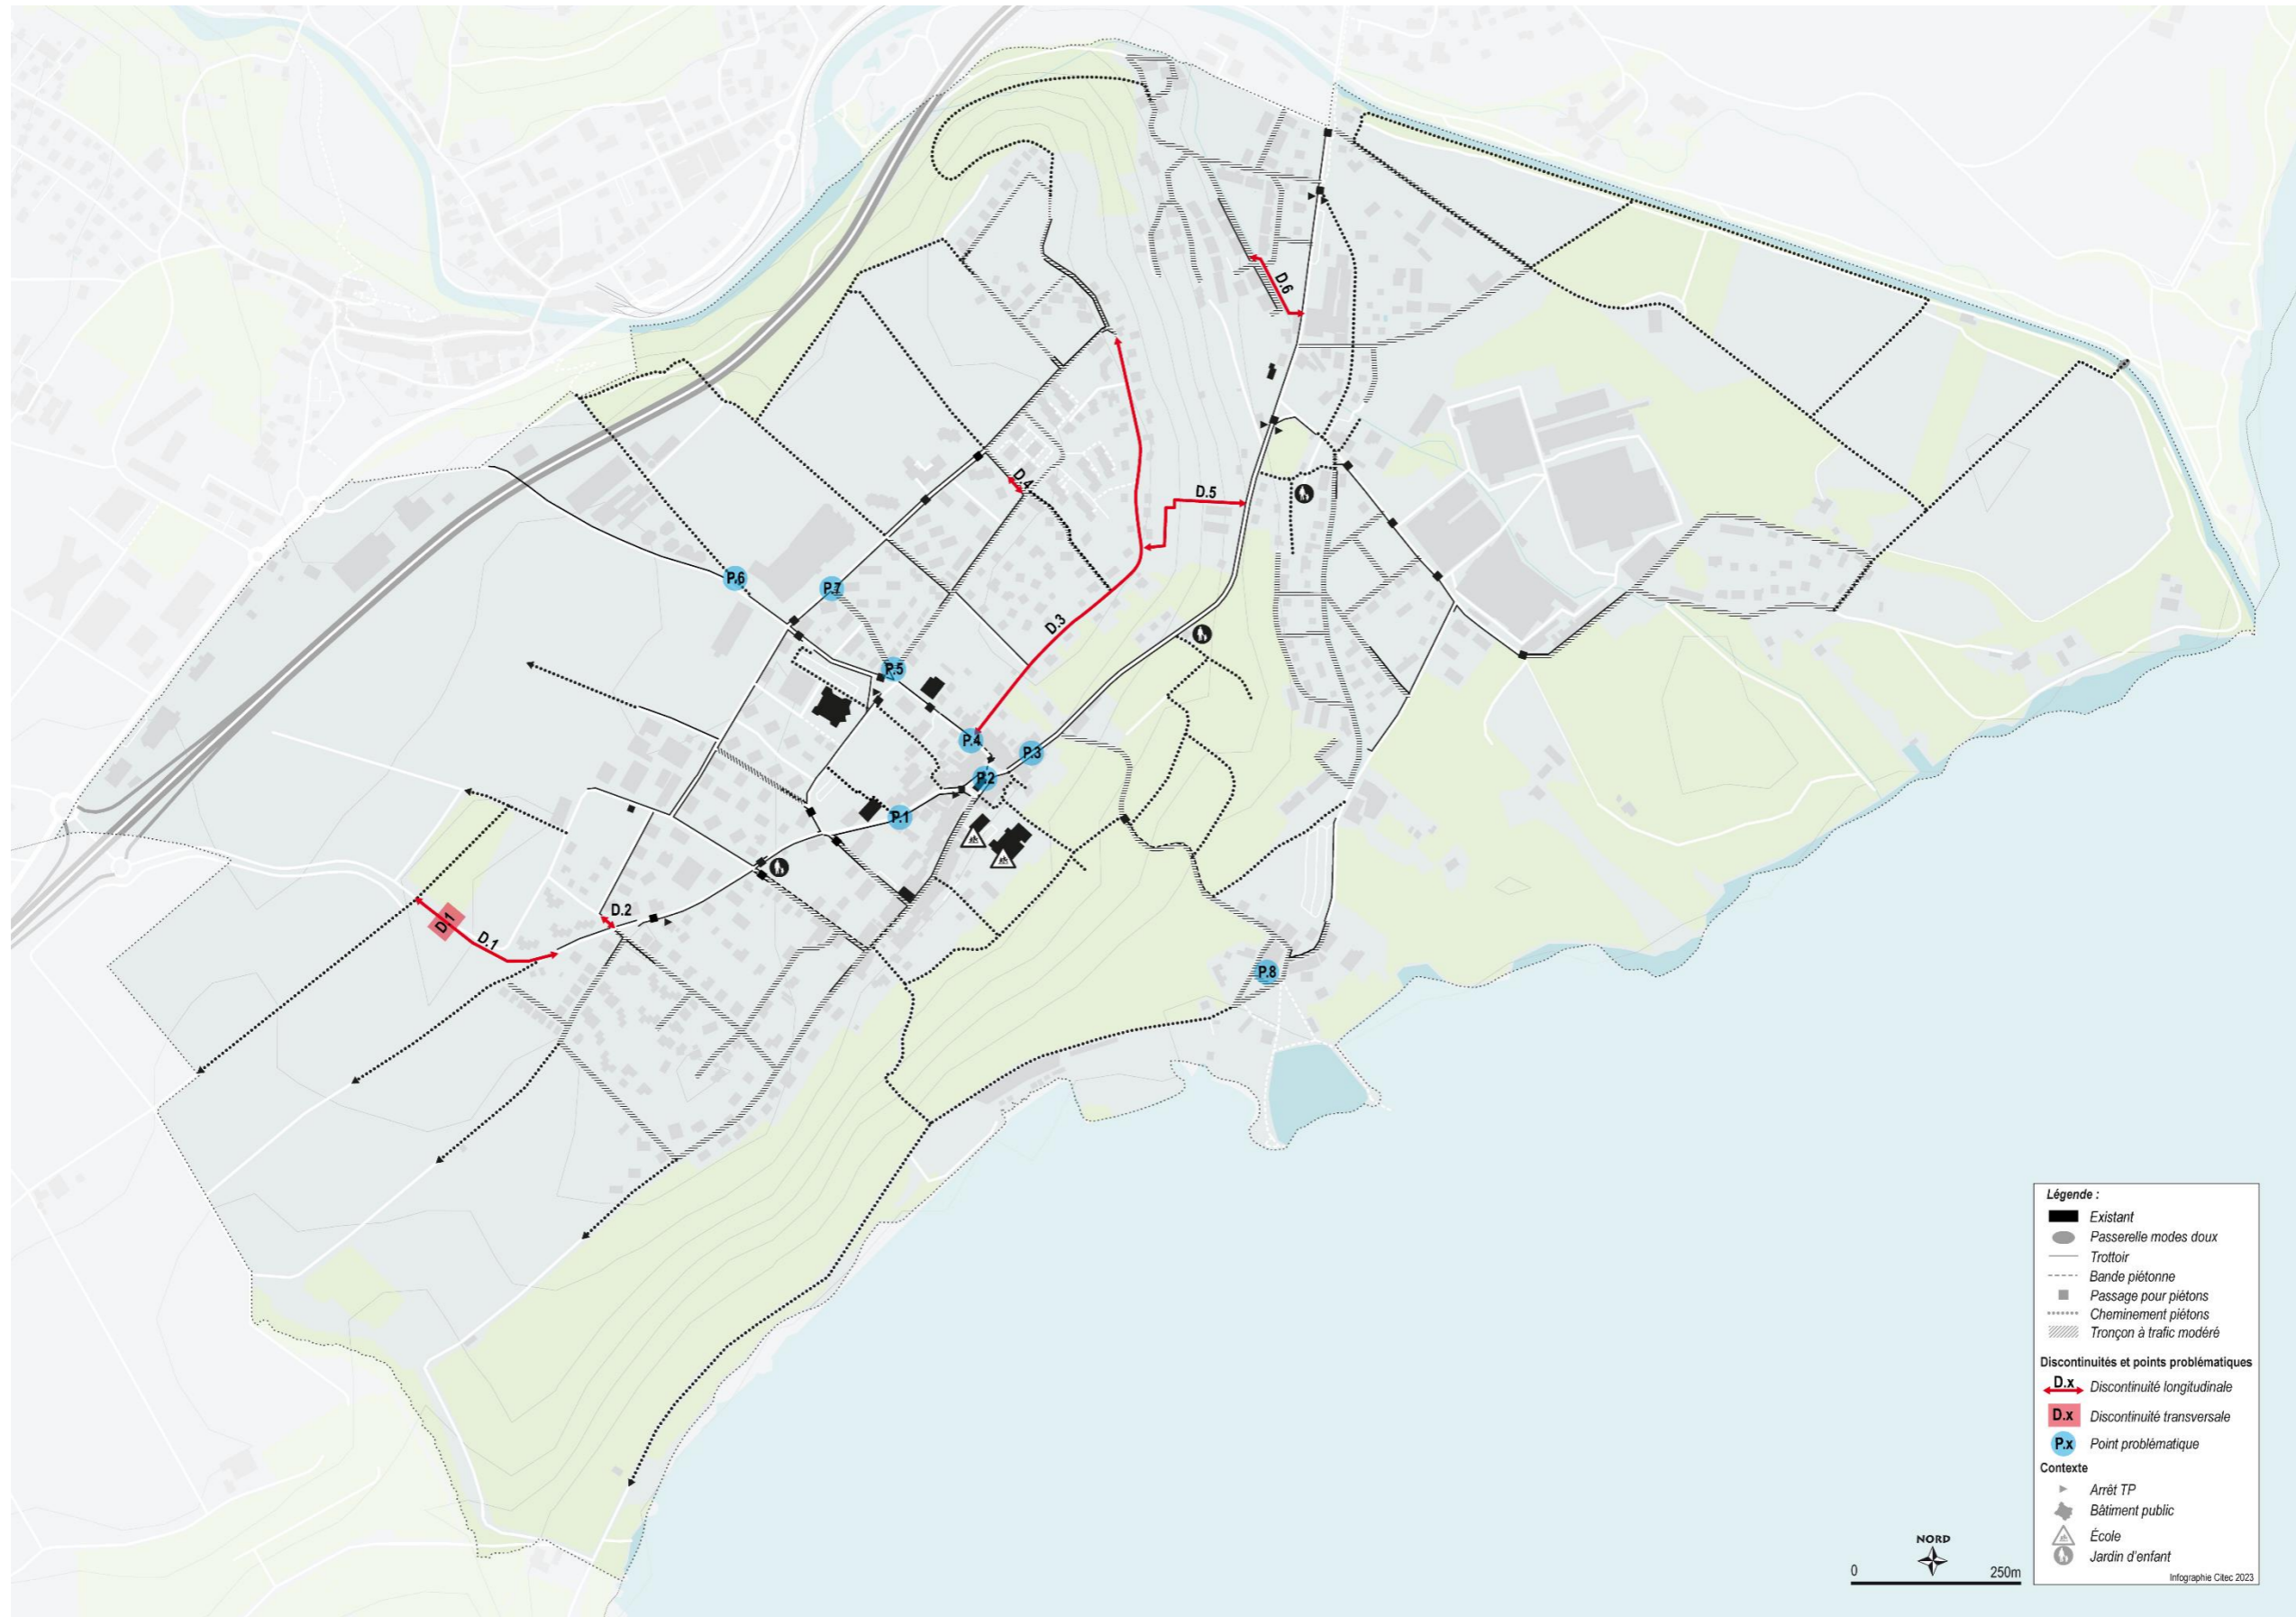 D.6
D.4
D.5
P.6
P.7
D.3
P.5
P.4
P.3
P.2
P.1
D.2
D.1
D.1
P.8
Légende :
Existant
Passerelle modes doux
Trottoir
Bande piétonne
Passage pour piétons
Cheminement piétons
Tronçon à trafic modéré
Discontinuités et points problématiques
D.x Discontinuité longitudinale
D.x Discontinuité transversale
P.x Point problématique
Contexte
Arrêt TP
Bâtiment public
École
Jardin d'enfant
Infographie Citec 2023
NORD
0 250m